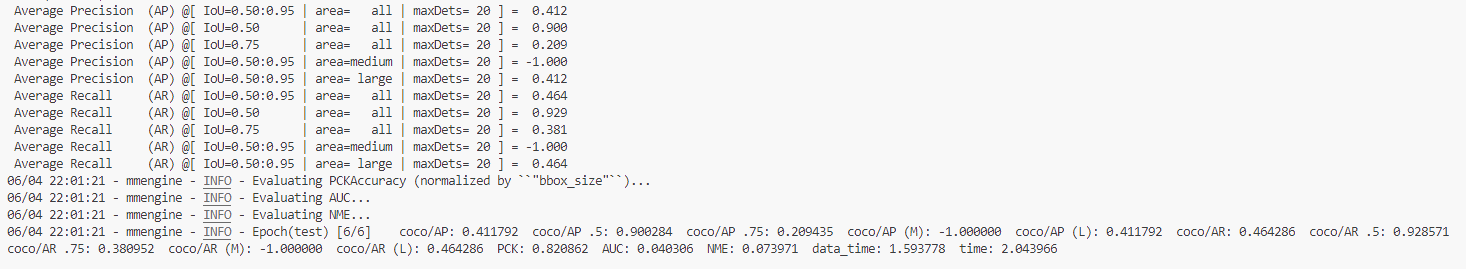 Average Precision  (AP) @[ IoU=0.50:0.95 | area=   all | maxDets= 20 ] =  0.412
Average Precision  (AP) @[ IoU=0.50      | area=   all | maxDets= 20 ] =  0.900
Average Precision  (AP) @[ IoU=0.75      | area=   all | maxDets= 20 ] =  0.209
Average Precision  (AP) @[ IoU=0.50:0.95 | area=medium | maxDets= 20 ] = -1.000
Average Precision  (AP) @[ IoU=0.50:0.95 | area= large | maxDets= 20 ] =  0.412
Average Recall     (AR) @[ IoU=0.50:0.95 | area=   all | maxDets= 20 ] =  0.464
Average Recall     (AR) @[ IoU=0.50      | area=   all | maxDets= 20 ] =  0.929
Average Recall     (AR) @[ IoU=0.75      | area=   all | maxDets= 20 ] =  0.381
Average Recall     (AR) @[ IoU=0.50:0.95 | area=medium | maxDets= 20 ] = -1.000
Average Recall     (AR) @[ IoU=0.50:0.95 | area= large | maxDets= 20 ] =  0.464
06/04 22:01:21 - mmengine - INFO - Evaluating PCKAccuracy (normalized by ``"bbox_size"``)...
06/04 22:01:21 - mmengine - INFO - Evaluating AUC...
06/04 22:01:21 - mmengine - INFO - Evaluating NME...
06/04 22:01:21 - mmengine - INFO - Epoch(test) [6/6]    coco/AP: 0.411792  coco/AP .5: 0.900284  coco/AP .75: 0.209435  coco/AP (M): -1.000000  coco/AP (L): 0.411792  coco/AR: 0.464286  coco/AR .5: 0.928571
coco/AR .75: 0.380952  coco/AR (M): -1.000000  coco/AR (L): 0.464286  PCK: 0.820862  AUC: 0.040306  NME: 0.073971  data_time: 1.593778  time: 2.043966